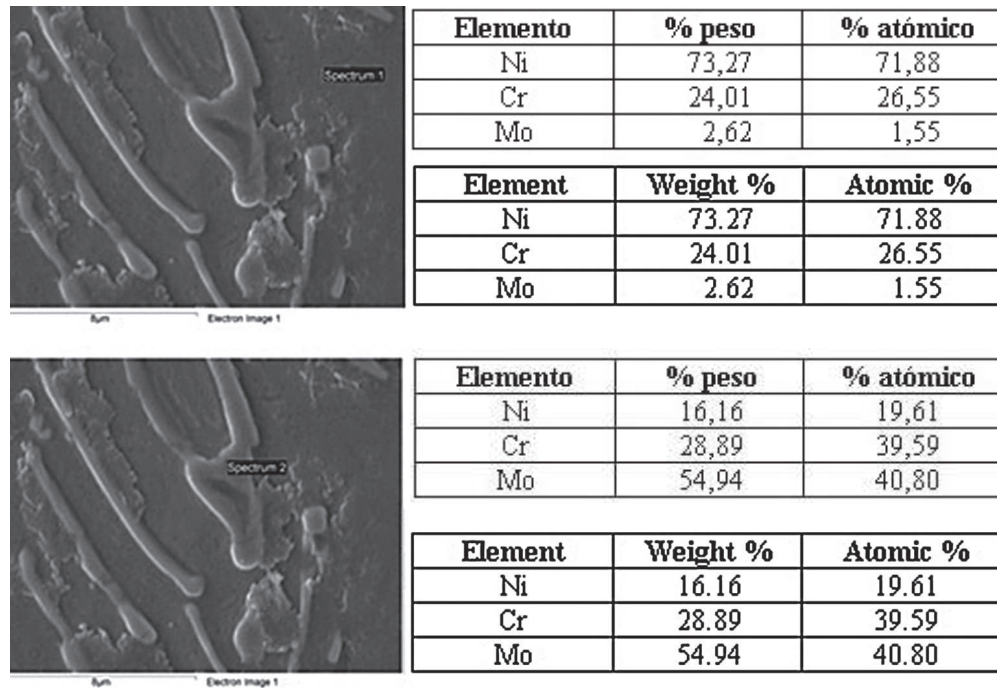 Spectrum 1
8µm
Electron Image 1
Elemento % peso % atómico
Ni 73,27 71,88
Cr 24,01 26,55
Mo 2,62 1,55
Element Weight % Atomic %
Ni 73.27 71.88
Cr 24.01 26.55
Mo 2.62 1.55
Spectrum 2
8µm
Electron Image 1
Elemento % peso % atómico
Ni 16,16 19,61
Cr 28,89 39,59
Mo 54,94 40,80
Element Weight % Atomic %
Ni 16.16 19.61
Cr 28.89 39.59
Mo 54.94 40.80